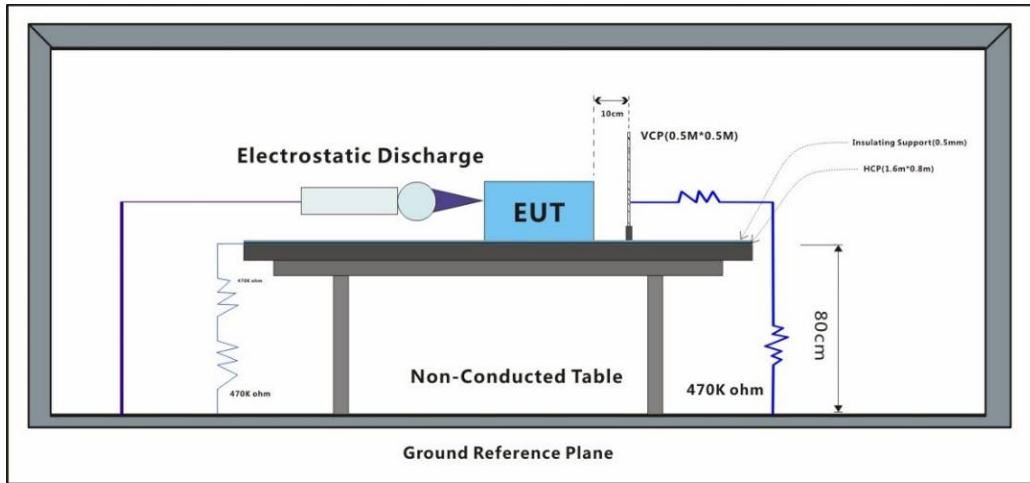 10cm
VCP(0.5M*0.5M)
Insulating Support(0.5mm)
Electrostatic Discharge
HCP(1.6m*0.8m)
EUT
470K ohm
80cm
Non-Conducted Table
470K ohm
470K ohm
Ground Reference Plane